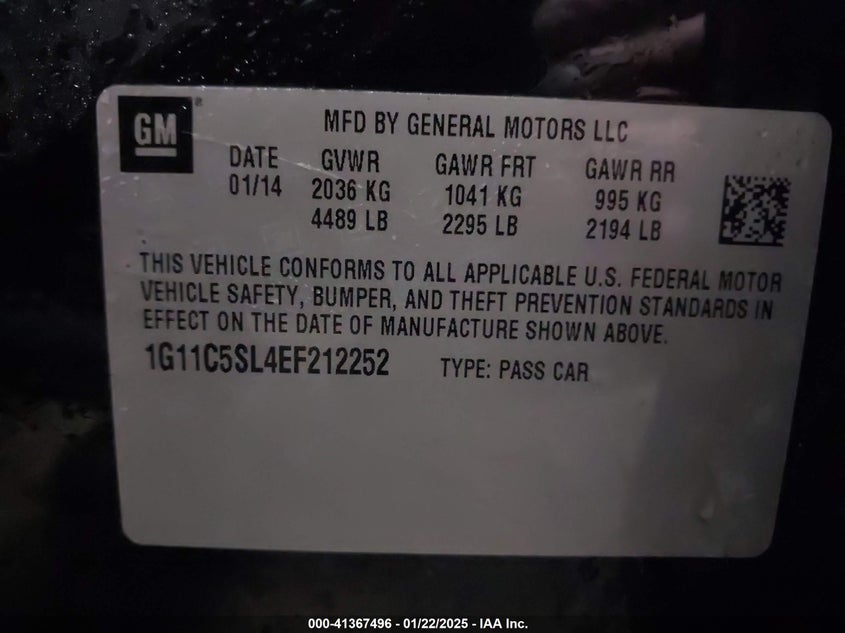 GM
MFD BY GENERAL MOTORS LLC
DATE GVWR GAWR FRT GAWR RR
01/14 2036 KG 1041 KG 995 KG
4489 LB 2295 LB 2194 LB
THIS VEHICLE CONFORMS TO ALL APPLICABLE U.S. FEDERAL MOTOR
VEHICLE SAFETY, BUMPER, AND THEFT PREVENTION STANDARDS IN
EFFECT ON THE DATE OF MANUFACTURE SHOWN ABOVE.
1G11C5SL4EF212252 TYPE: PASS CAR
000-41367496 - 01/22/2025 - IAA Inc.